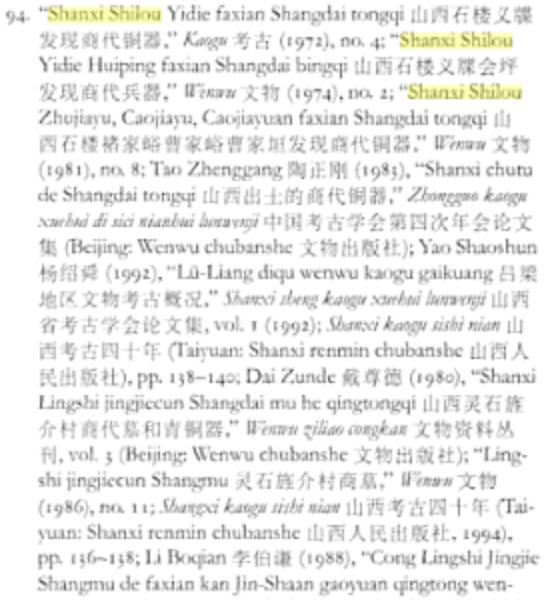 94. “Shanxi Shilou Yidie faxian Shangdai tongqi 山西石楼义牒
发现商代铜器,” Kaogu 考古 (1972), no. 4; “Shanxi Shilou
Yidie Huiping faxian Shangdai bingqi 山西石楼义牒会坪
发现商代兵器,” Wenwu 文物 (1974), no. 2; “Shanxi Shilou
Zhujiayu, Caojiayu, Caojiayuan faxian Shangdai tongqi 山
西石楼褚家峪曹家峪曹家垣发现商代铜器,” Wenwu 文物
(1981), no. 8; Tao Zhenggang 陶正刚 (1983), “Shanxi chutu
de Shangdai tongqi 山西出土的商代铜器,” Zhongguo kaogu
xuehui di sici nianhui lunwenji 中国考古学会第四次年会论文
集 (Beijing: Wenwu chubanshe 文物出版社); Yao Shaoshun
杨绍舜 (1992), “Lü-Liang diqu wenwu kaogu gaikuang 吕梁
地区文物考古概况,” Shanxi sheng kaogu xuehui lunwenji 山西
省考古学会论文集, vol. 1 (1992); Shanxi kaogu sishi nian 山
西考古四十年 (Taiyuan: Shanxi renmin chubanshe 山西人
民出版社), pp. 138–140; Dai Zunde 戴尊德 (1980), “Shanxi
Lingshi jingjiecun Shangdai mu he qingtongqi 山西灵石旌
介村商代墓和青铜器,” Wenwu ziliao congkan 文物资料丛
刊, vol. 3 (Beijing: Wenwu chubanshe 文物出版社); “Ling-
shi jingjiecun Shangmu 灵石旌介村商墓,” Wenwu 文物
(1986), no. 11; Shangxi kaogu sishi nian 山西考古四十年 (Tai-
yuan: Shanxi renmin chubanshe 山西人民出版社, 1994),
pp. 136–138; Li Boqian 李伯谦 (1988), “Cong Lingshi Jingjie
Shangmu de faxian kan Jin-Shaan gaoyuan qingtong wen-